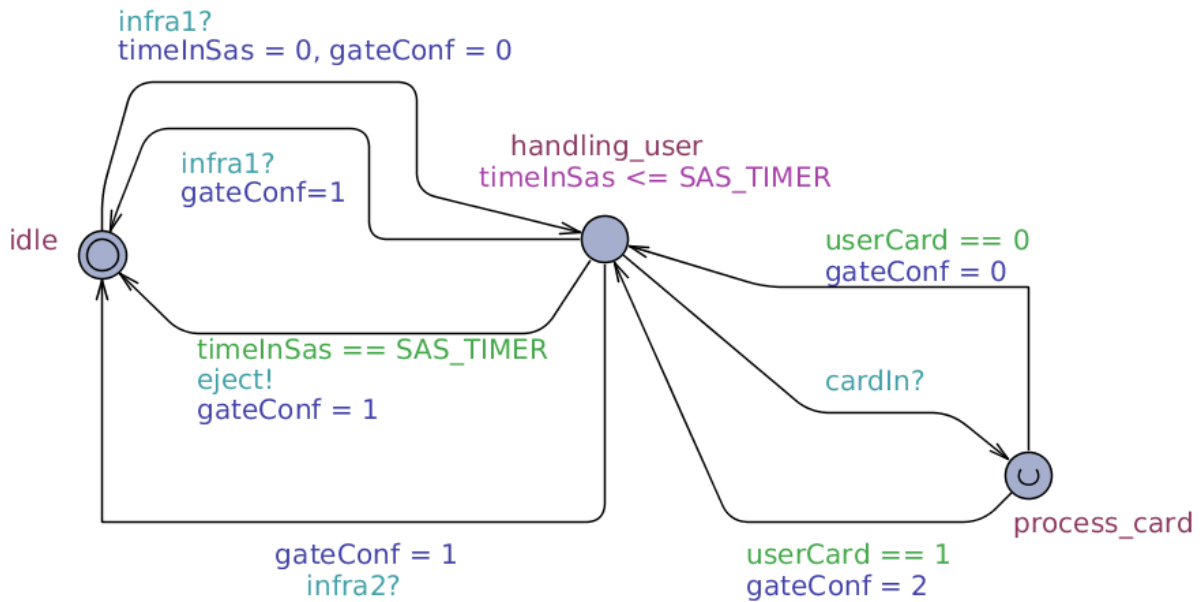 infra1?
timeInSas = 0, gateConf = 0
infra1?
gateConf=1
handling_user
timeInSas <= SAS_TIMER
idle
userCard == 0
gateConf = 0
timeInSas == SAS_TIMER
eject!
gateConf = 1
cardIn?
process_card
gateConf = 1
infra2?
userCard == 1
gateConf = 2